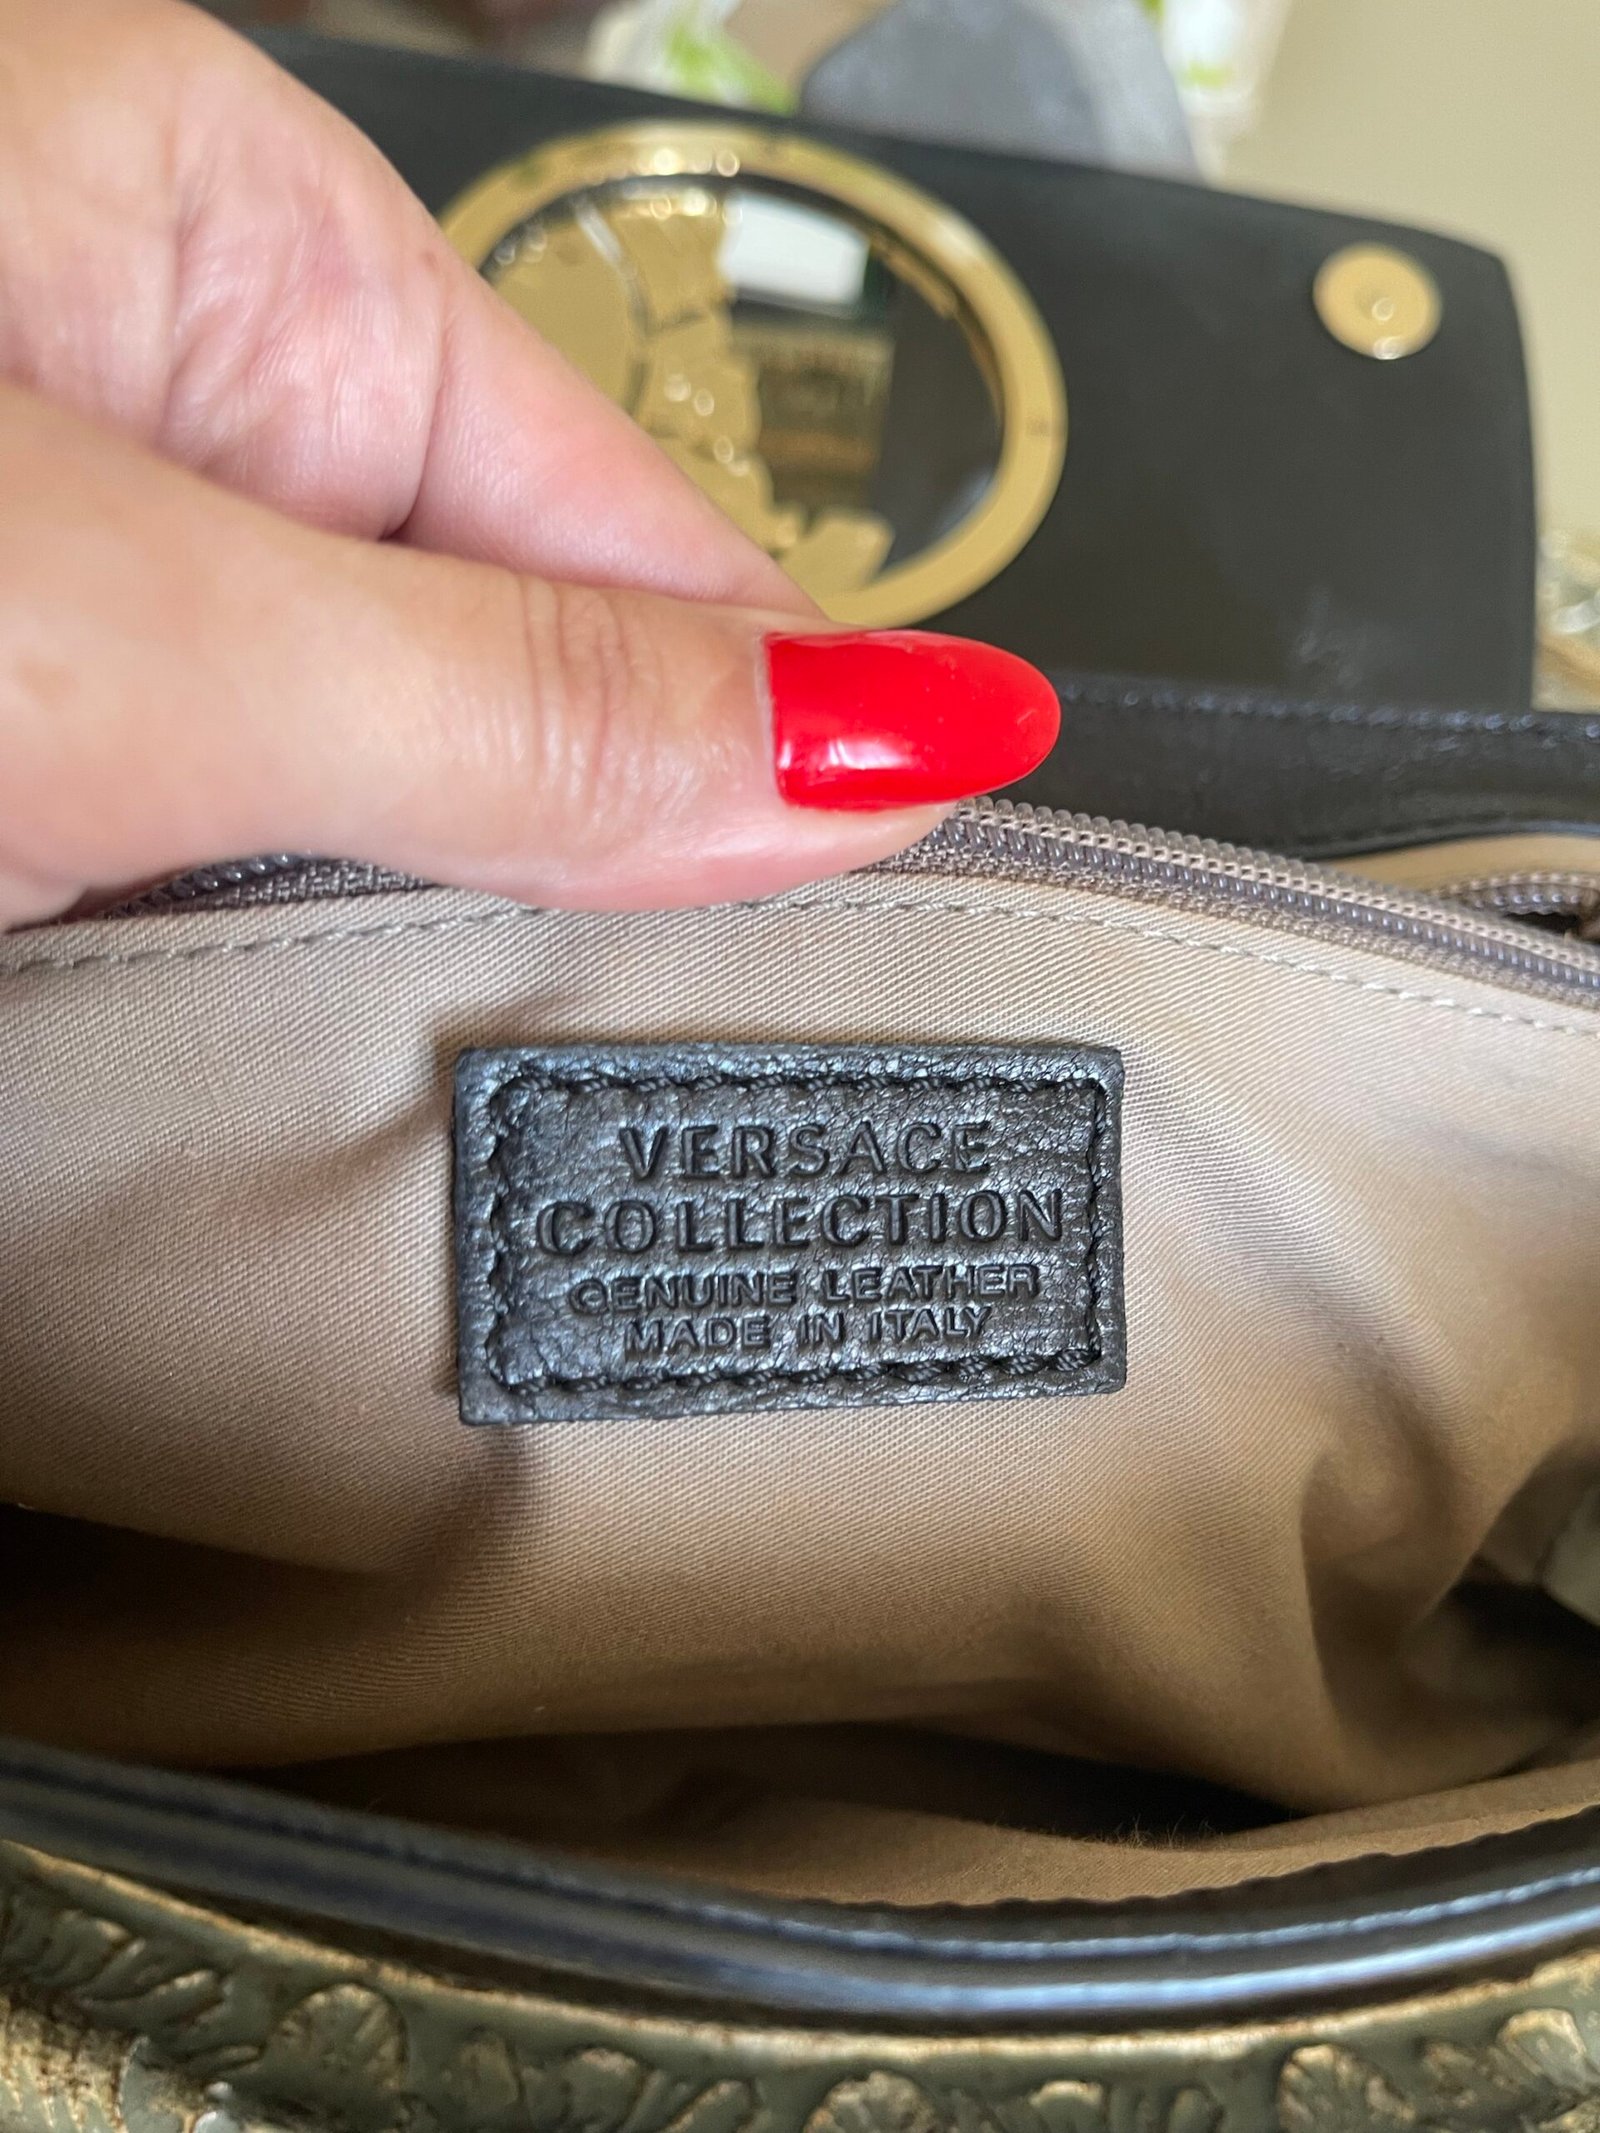 VERSACE
COLLECTION
GENUINE LEATHER
MADE IN ITALY